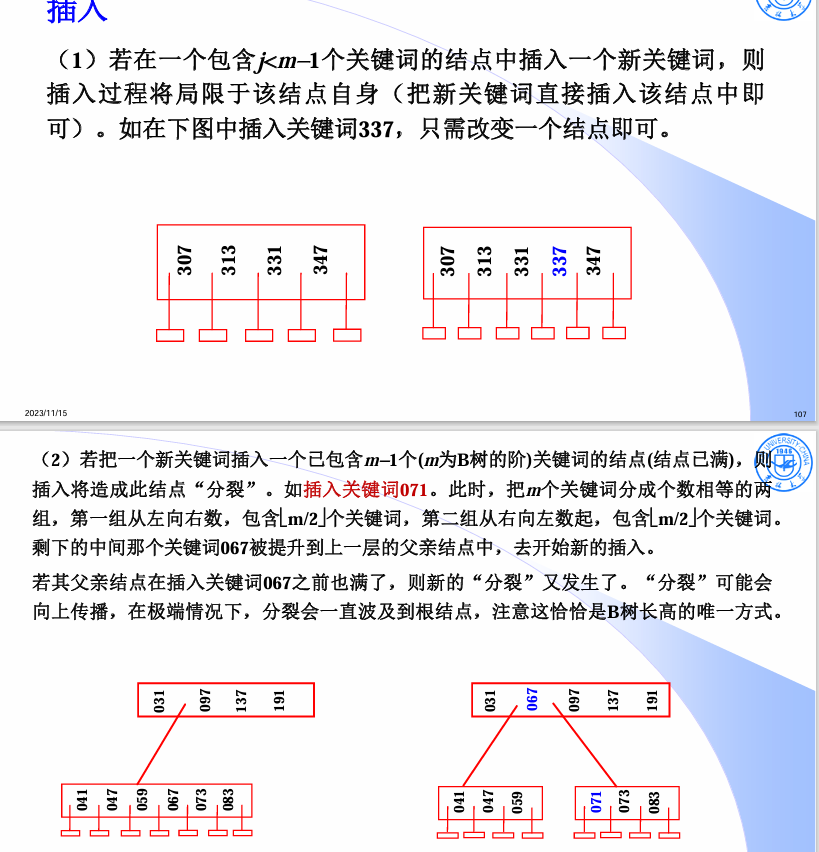 插入
（1）若在一个包含j<m–1个关键词的结点中插入一个新关键词，则
插入过程将局限于该结点自身（把新关键词直接插入该结点中即
可）。如在下图中插入关键词337，只需改变一个结点即可。
307 313 331 347
307 313 331 337 347
2023/11/15
107
UNIVERSITY·CHINA
1946
（2）若把一个新关键词插入一个已包含m–1个(m为B树的阶)关键词的结点(结点已满)，则
插入将造成此结点“分裂”。如插入关键词071。此时，把m个关键词分成个数相等的两
组，第一组从左向右数，包含⌊m/2⌋个关键词，第二组从右向左数起，包含⌊m/2⌋个关键词。
剩下的中间那个关键词067被提升到上一层的父亲结点中，去开始新的插入。
若其父亲结点在插入关键词067之前也满了，则新的“分裂”又发生了。“分裂”可能会
向上传播，在极端情况下，分裂会一直波及到根结点，注意这恰恰是B树长高的唯一方式。
031 097 137 191
041 047 059 067 073 083
031 067 097 137 191
041 047 059
071 073 083